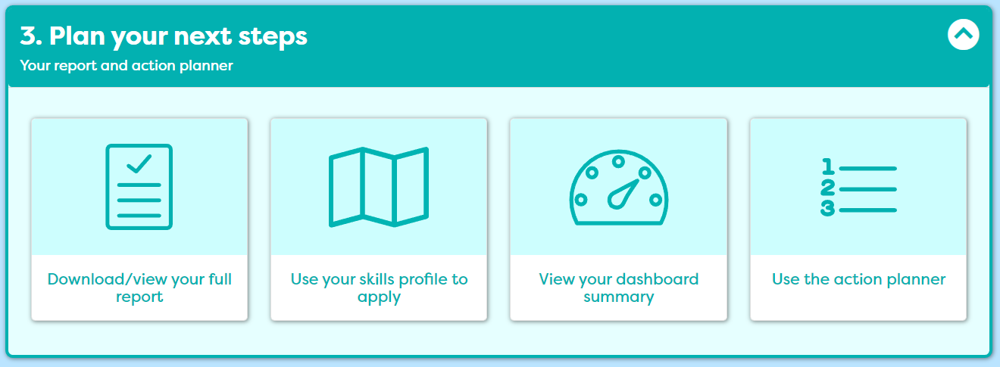 3. Plan your next steps
Your report and action planner
1
2
3
Download/view your full
report
Use your skills profile to
apply
View your dashboard
summary
Use the action planner